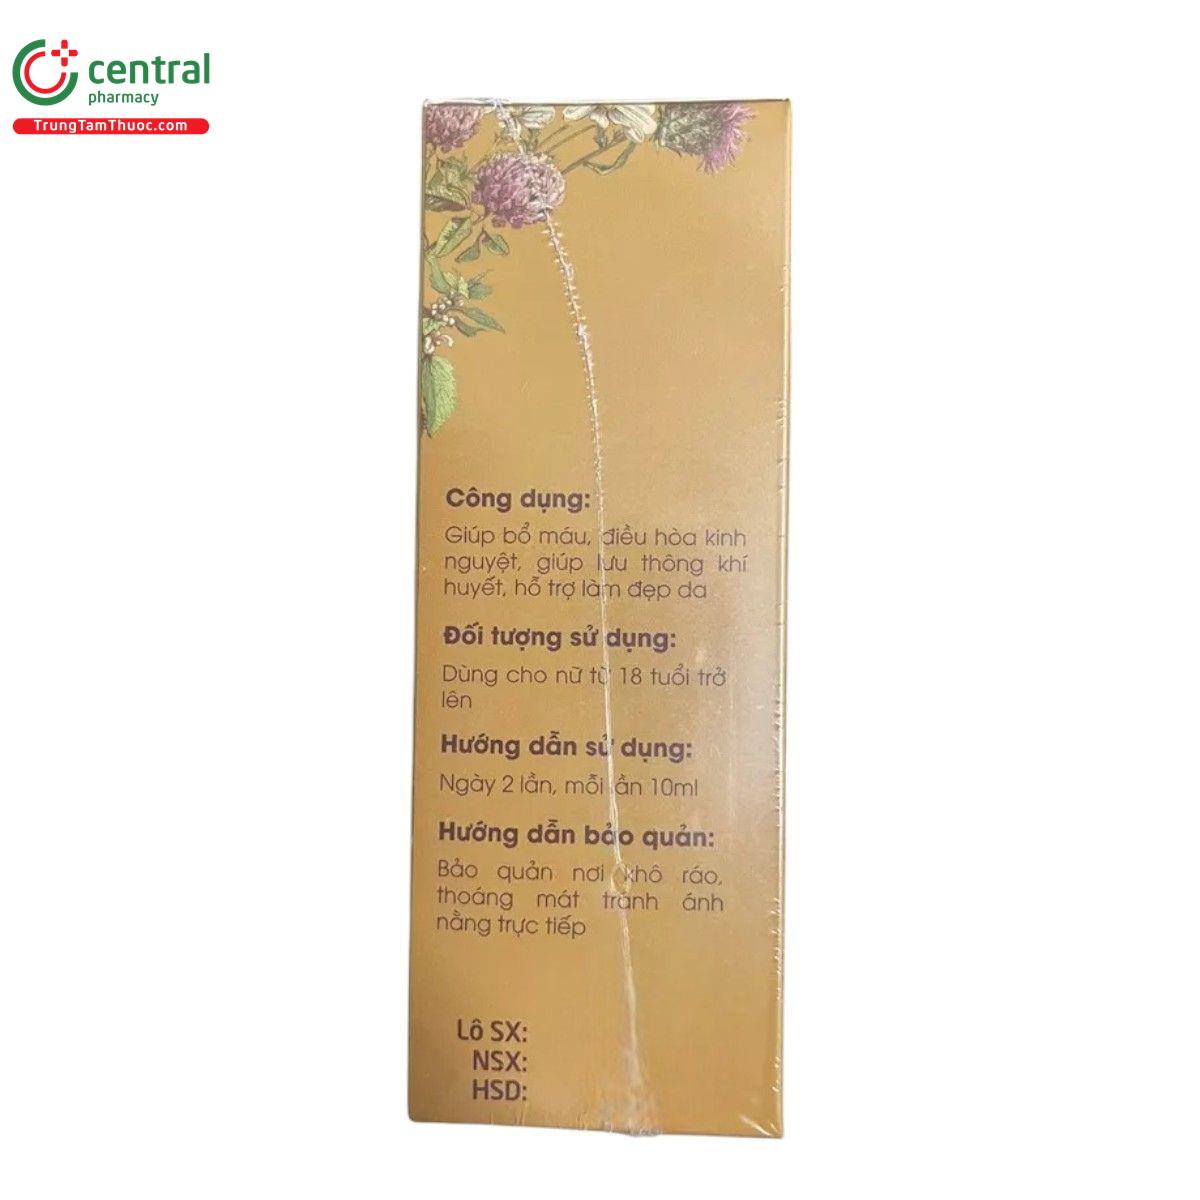 central
pharmacy
TrungTamThuoc.com
Công dụng:
Giúp bổ máu, điều hòa kinh
nguyệt, giúp lưu thông khí
huyết, hỗ trợ làm đẹp da
Đối tượng sử dụng:
Dùng cho nữ từ 18 tuổi trở
lên
Hướng dẫn sử dụng:
Ngày 2 lần, mỗi lần 10ml
Hướng dẫn bảo quản:
Bảo quản nơi khô ráo,
thoáng mát tránh ánh
nằng trực tiếp
Lô SX:
NSX:
HSD: